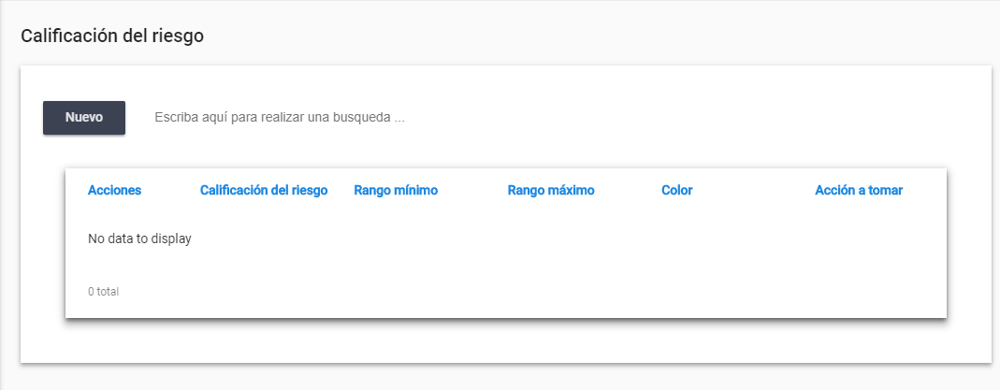 Calificación del riesgo
Nuevo Escriba aquí para realizar una busqueda ...
Acciones Calificación del riesgo Rango mínimo Rango máximo Color Acción a tomar
No data to display
0 total